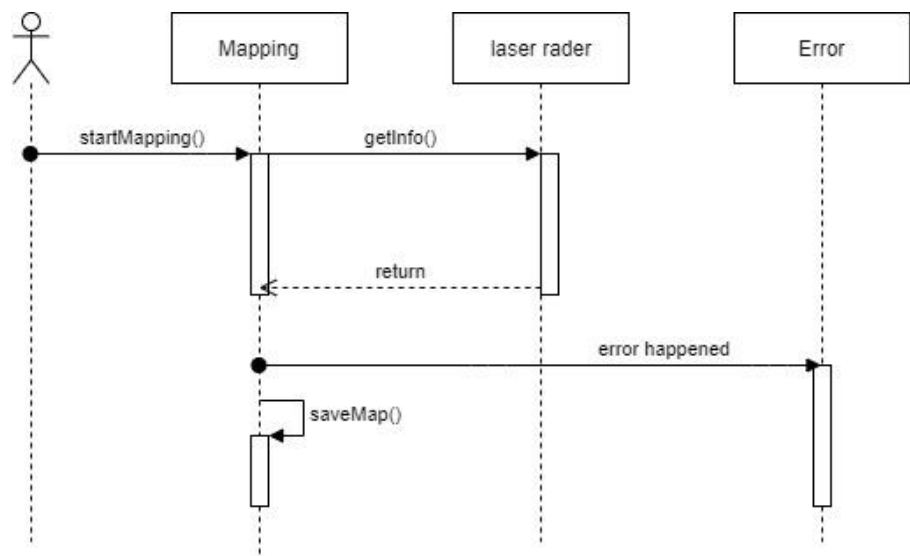 Mapping
laser rader
Error
startMapping()
getInfo()
return
error happened
saveMap()